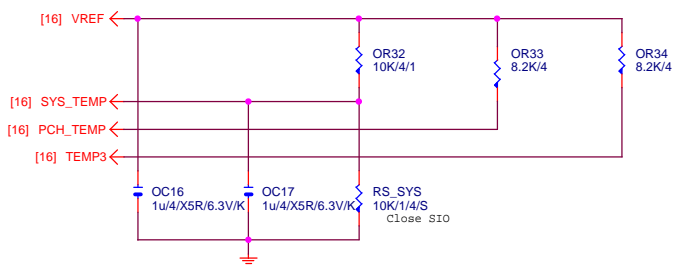 [16] VREF
OR32
10K/4/1
OR33
8.2K/4
OR34
8.2K/4
[16] SYS_TEMP
[16] PCH_TEMP
[16] TEMP3
OC16
1u/4/X5R/6.3V/K
OC17
1u/4/X5R/6.3V/K
RS_SYS
10K/1/4/S
Close SIO